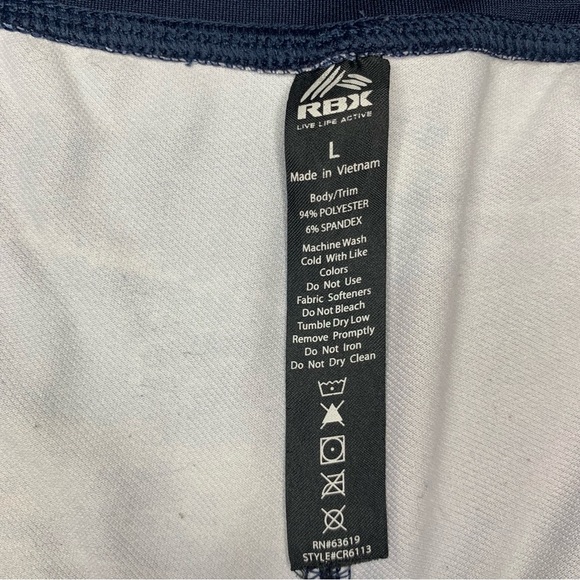 RBX
LIVE LIFE ACTIVE
L
Made in Vietnam
Body/Trim
94% POLYESTER
6% SPANDEX
Machine Wash
Cold With Like
Colors
Do Not Use
Fabric Softeners
Do Not Bleach
Tumble Dry Low
Remove Promptly
Do Not Iron
Do Not Dry Clean
RN#63619
STYLE#CR6113